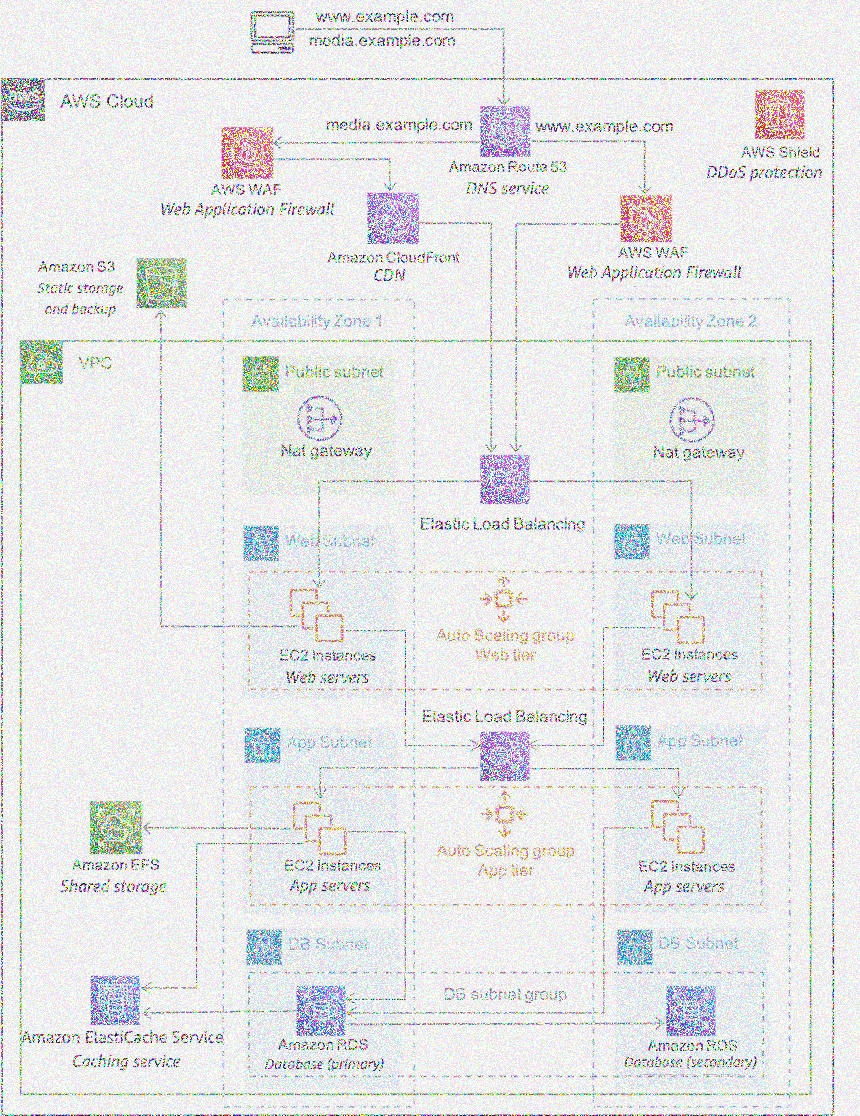 www.example.com
media.example.com
AWS Cloud
media.example.com
www.example.com
AWS Shield
DDoS protection
Amazon Route 53
DNS service
AWS WAF
Web Application Firewall
Amazon CloudFront
CDN
AWS WAF
Web Application Firewall
Amazon S3
Static storage
and backup
Availability Zone 1
Availability Zone 2
VPC
Public subnet
Public subnet
Nat gateway
Nat gateway
Elastic Load Balancing
Web Subnet
Web Subnet
Auto Scaling group
Web tier
EC2 Instances
Web servers
EC2 Instances
Web servers
Elastic Load Balancing
App Subnet
App Subnet
Auto Scaling group
App tier
Amazon EFS
Shared storage
EC2 Instances
App servers
EC2 Instances
App servers
DB Subnet
DB Subnet
DB subnet group
Amazon ElastiCache Service
Caching service
Amazon RDS
Database (primary)
Amazon RDS
Database (secondary)